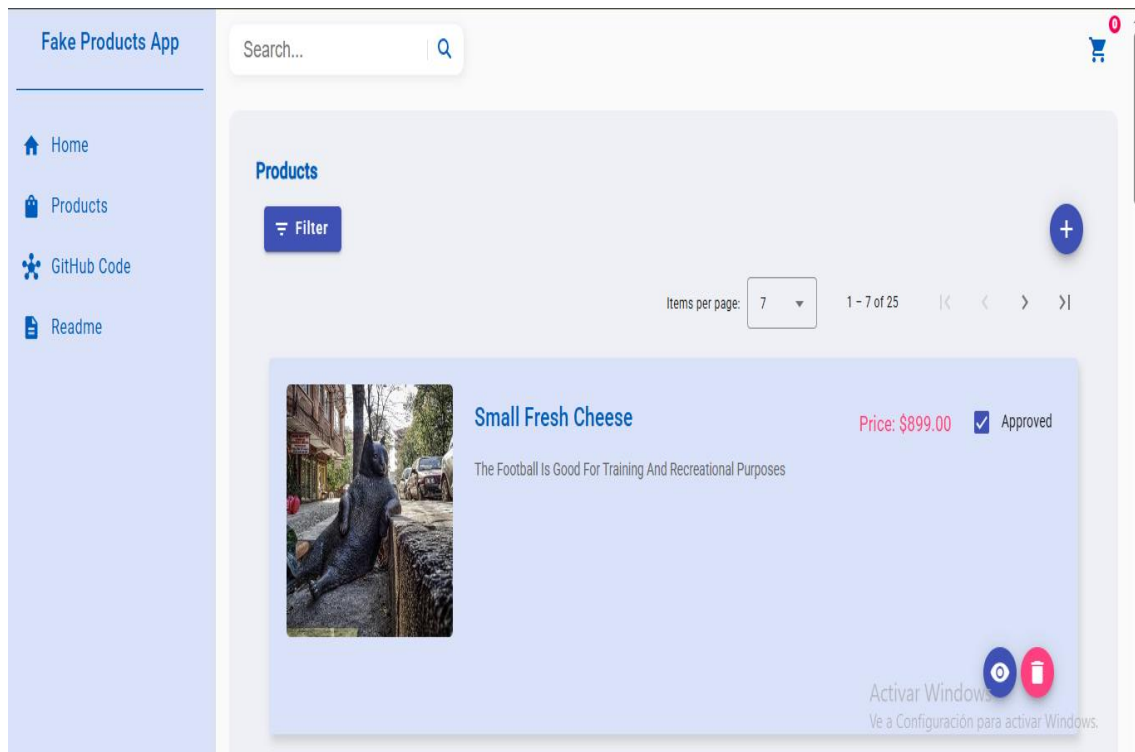 Fake Products App
Search...
0
Home
Products
GitHub Code
Readme
Products
Filter
+
Items per page: 7 1 – 7 of 25
Small Fresh Cheese
Price: $899.00 Approved
The Football Is Good For Training And Recreational Purposes
Activar Windows
Ve a Configuración para activar Windows.